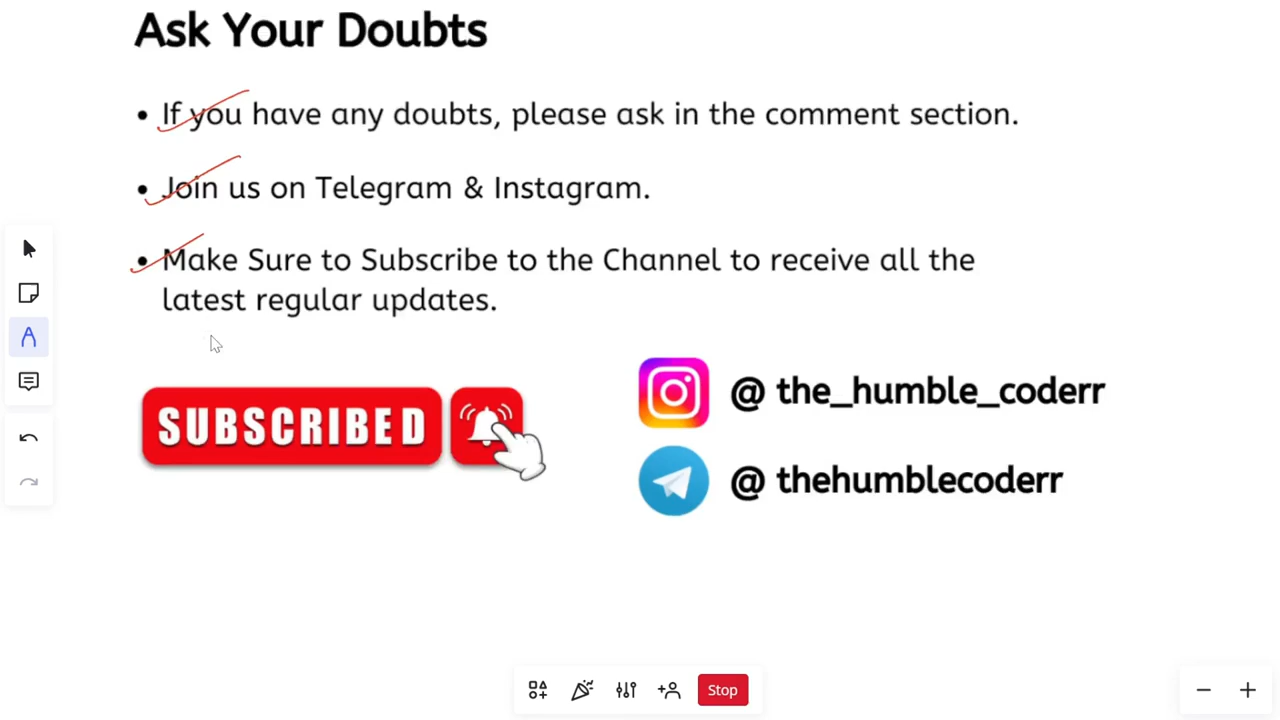 Ask Your Doubts
• If you have any doubts, please ask in the comment section.
• Join us on Telegram & Instagram.
• Make Sure to Subscribe to the Channel to receive all the
latest regular updates.
SUBSCRIBED
@ the_humble_coderr
@ thehumblecoderr
Stop